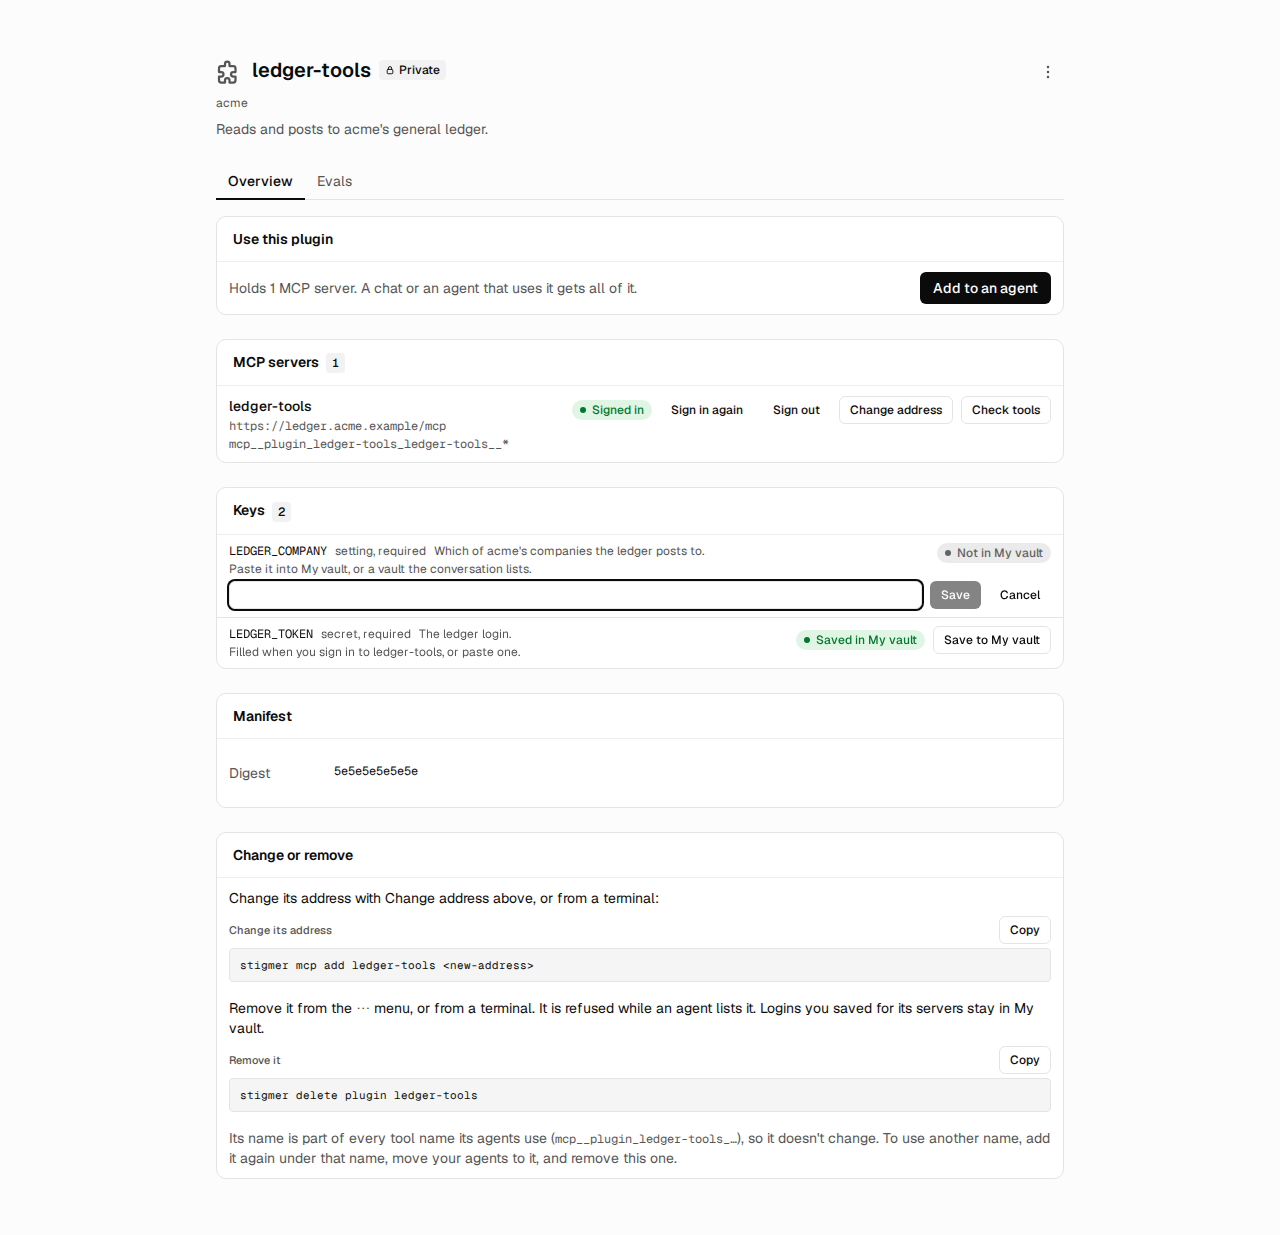 ledger-tools
Private
acme
Reads and posts to acme's general ledger.
Overview
Evals
Use this plugin
Holds 1 MCP server. A chat or an agent that uses it gets all of it.
Add to an agent
MCP servers 1
ledger-tools
Signed in
Sign in again
Sign out
Change address
Check tools
https://ledger.acme.example/mcp
mcp__plugin_ledger-tools_ledger-tools__*
Keys 2
LEDGER_COMPANY setting, required Which of acme's companies the ledger posts to.
Not in My vault
Paste it into My vault, or a vault the conversation lists.
Save
Cancel
LEDGER_TOKEN secret, required The ledger login.
Saved in My vault
Save to My vault
Filled when you sign in to ledger-tools, or paste one.
Manifest
Digest
5e5e5e5e5e5e
Change or remove
Change its address with Change address above, or from a terminal:
Change its address
Copy
stigmer mcp add ledger-tools <new-address>
Remove it from the ··· menu, or from a terminal. It is refused while an agent lists it. Logins you saved for its servers stay in My
vault.
Remove it
Copy
stigmer delete plugin ledger-tools
Its name is part of every tool name its agents use (mcp__plugin_ledger-tools_…), so it doesn't change. To use another name, add
it again under that name, move your agents to it, and remove this one.